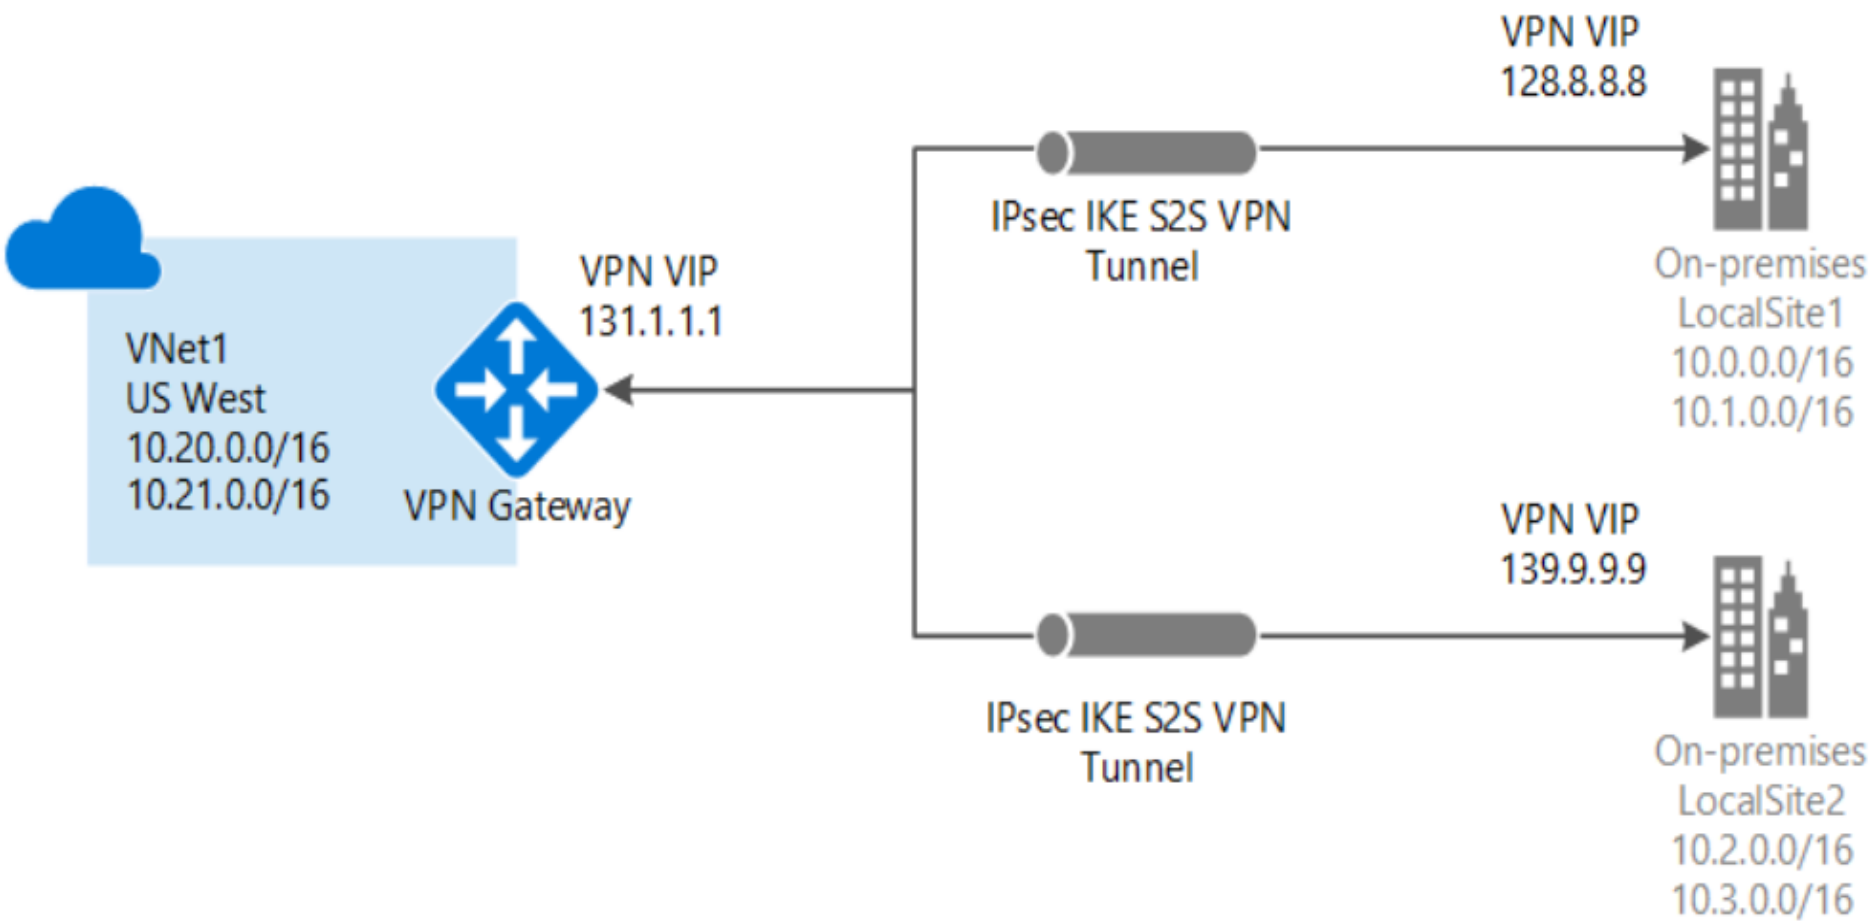 VNet1
US West
10.20.0.0/16
10.21.0.0/16
VPN VIP
131.1.1.1
VPN Gateway
IPsec IKE S2S VPN
Tunnel
VPN VIP
128.8.8.8
On-premises
LocalSite1
10.0.0.0/16
10.1.0.0/16
IPsec IKE S2S VPN
Tunnel
VPN VIP
139.9.9.9
On-premises
LocalSite2
10.2.0.0/16
10.3.0.0/16